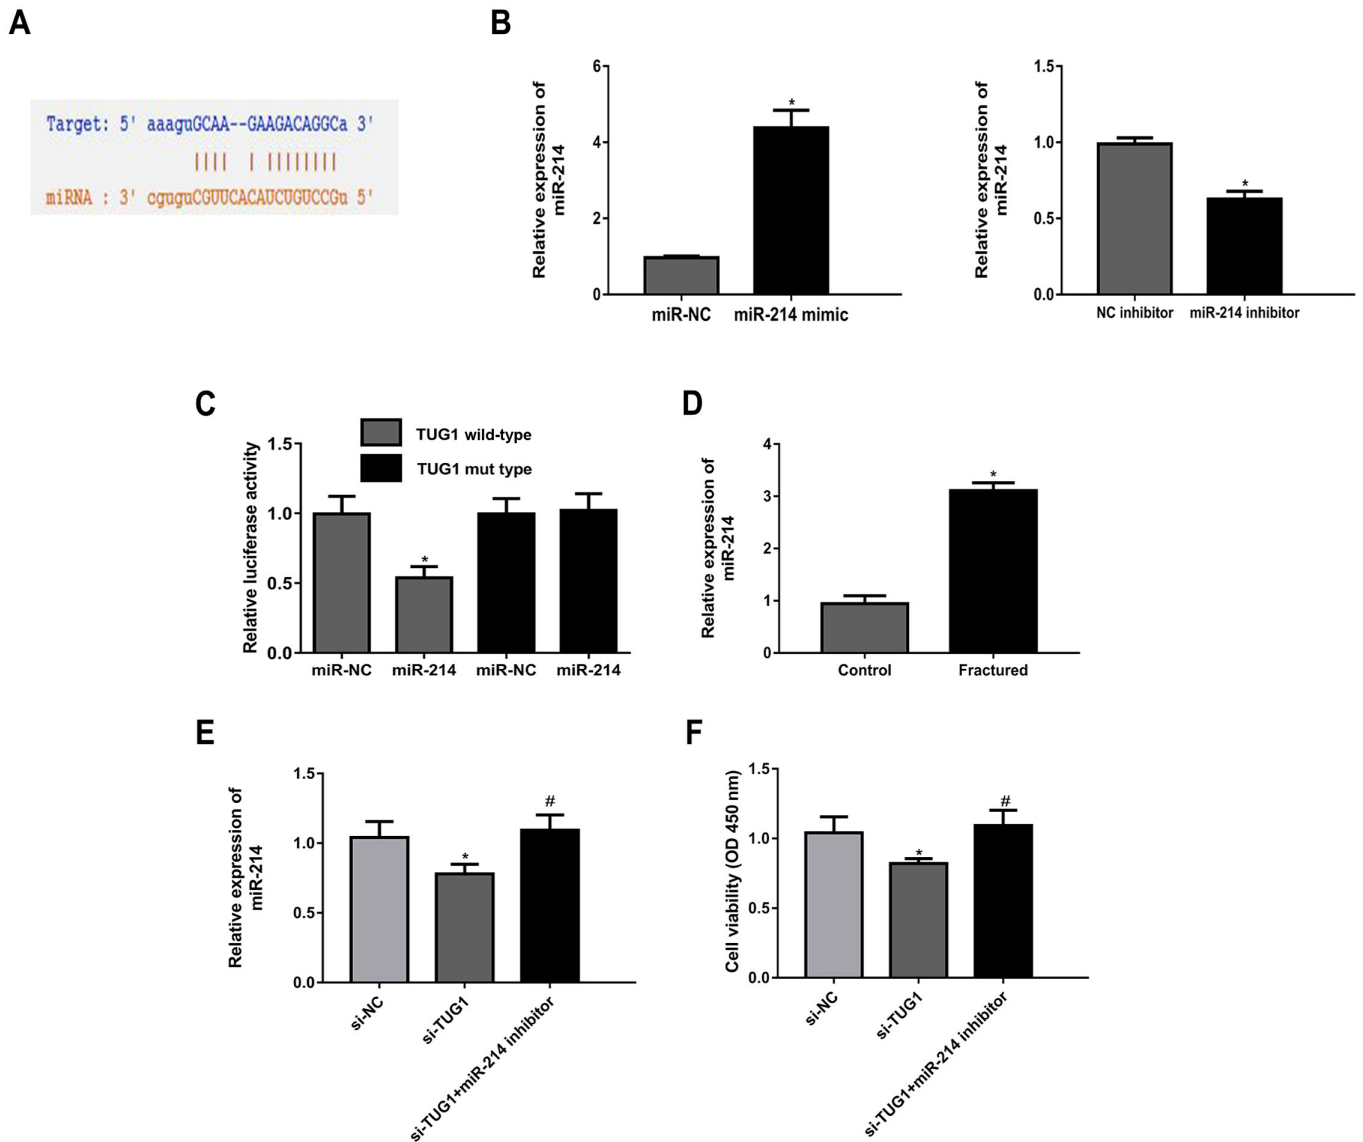 A
Target: 5' aaaguGCAA--GAAGACAGGCa 3'
|||| | ||||||||
miRNA : 3' cguguCGUUCACAUCUGUCCGu 5'
B
Relative expression of
miR-214
6
4
2
0
*
miR-NC miR-214 mimic
Relative expression of
miR-214
1.5
1.0
0.5
0.0
*
NC inhibitor miR-214 inhibitor
C
TUG1 wild-type
TUG1 mut type
Relative luciferase activity
1.5
1.0
0.5
0.0
*
miR-NC miR-214 miR-NC miR-214
D
Relative expression of
miR-214
4
3
2
1
0
*
Control Fractured
E
Relative expression of
miR-214
1.5
1.0
0.5
0.0
*
#
si-NC
si-TUG1
si-TUG1+miR-214 inhibitor
F
Cell viability (OD 450 nm)
1.5
1.0
0.5
0.0
*
#
si-NC
si-TUG1
si-TUG1+miR-214 inhibitor